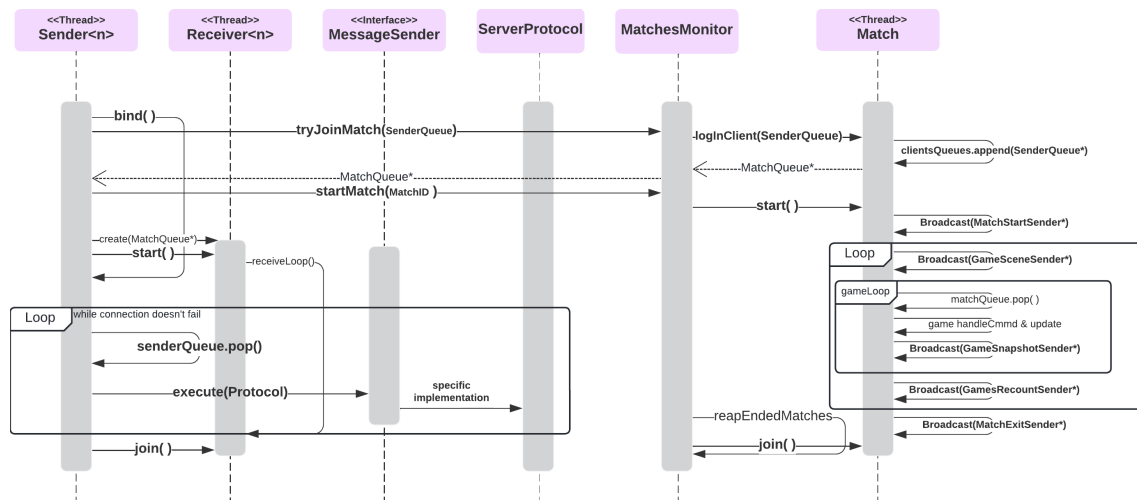 <<Thread>>
Sender<n>
<<Thread>>
Receiver<n>
<<Interface>>
MessageSender
ServerProtocol
MatchesMonitor
<<Thread>>
Match
bind( )
tryJoinMatch(SenderQueue)
logInClient(SenderQueue)
clientsQueues.append(SenderQueue*)
MatchQueue*
MatchQueue*
startMatch(MatchID )
start( )
Broadcast(MatchStartSender*)
create(MatchQueue*)
start( )
receiveLoop()
Loop
Broadcast(GameSceneSender*)
gameLoop
matchQueue.pop( )
game handleCmmd & update
Broadcast(GameSnapshotSender*)
Loop
while connection doesn't fail
senderQueue.pop()
execute(Protocol)
specific
implementation
Broadcast(GamesRecountSender*)
reapEndedMatches
Broadcast(MatchExitSender*)
join( )
join( )